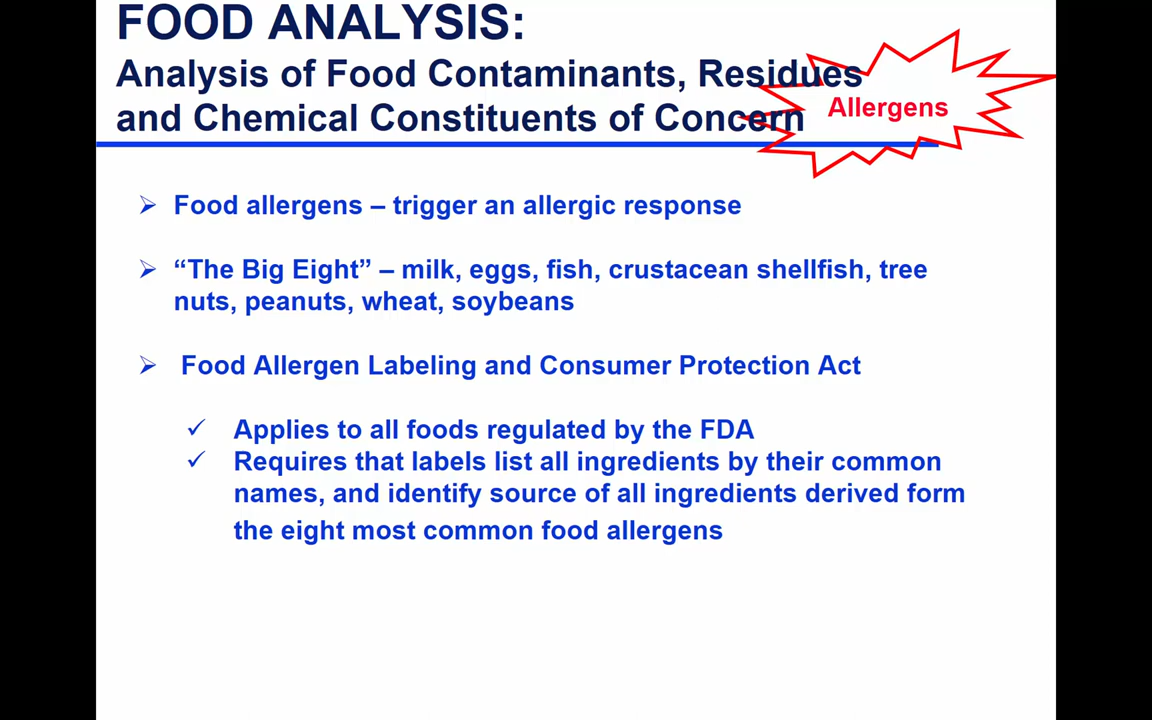 FOOD ANALYSIS:
Analysis of Food Contaminants, Residues
and Chemical Constituents of Concern
Allergens
Food allergens – trigger an allergic response
“The Big Eight” – milk, eggs, fish, crustacean shellfish, tree
nuts, peanuts, wheat, soybeans
Food Allergen Labeling and Consumer Protection Act
Applies to all foods regulated by the FDA
Requires that labels list all ingredients by their common
names, and identify source of all ingredients derived form
the eight most common food allergens